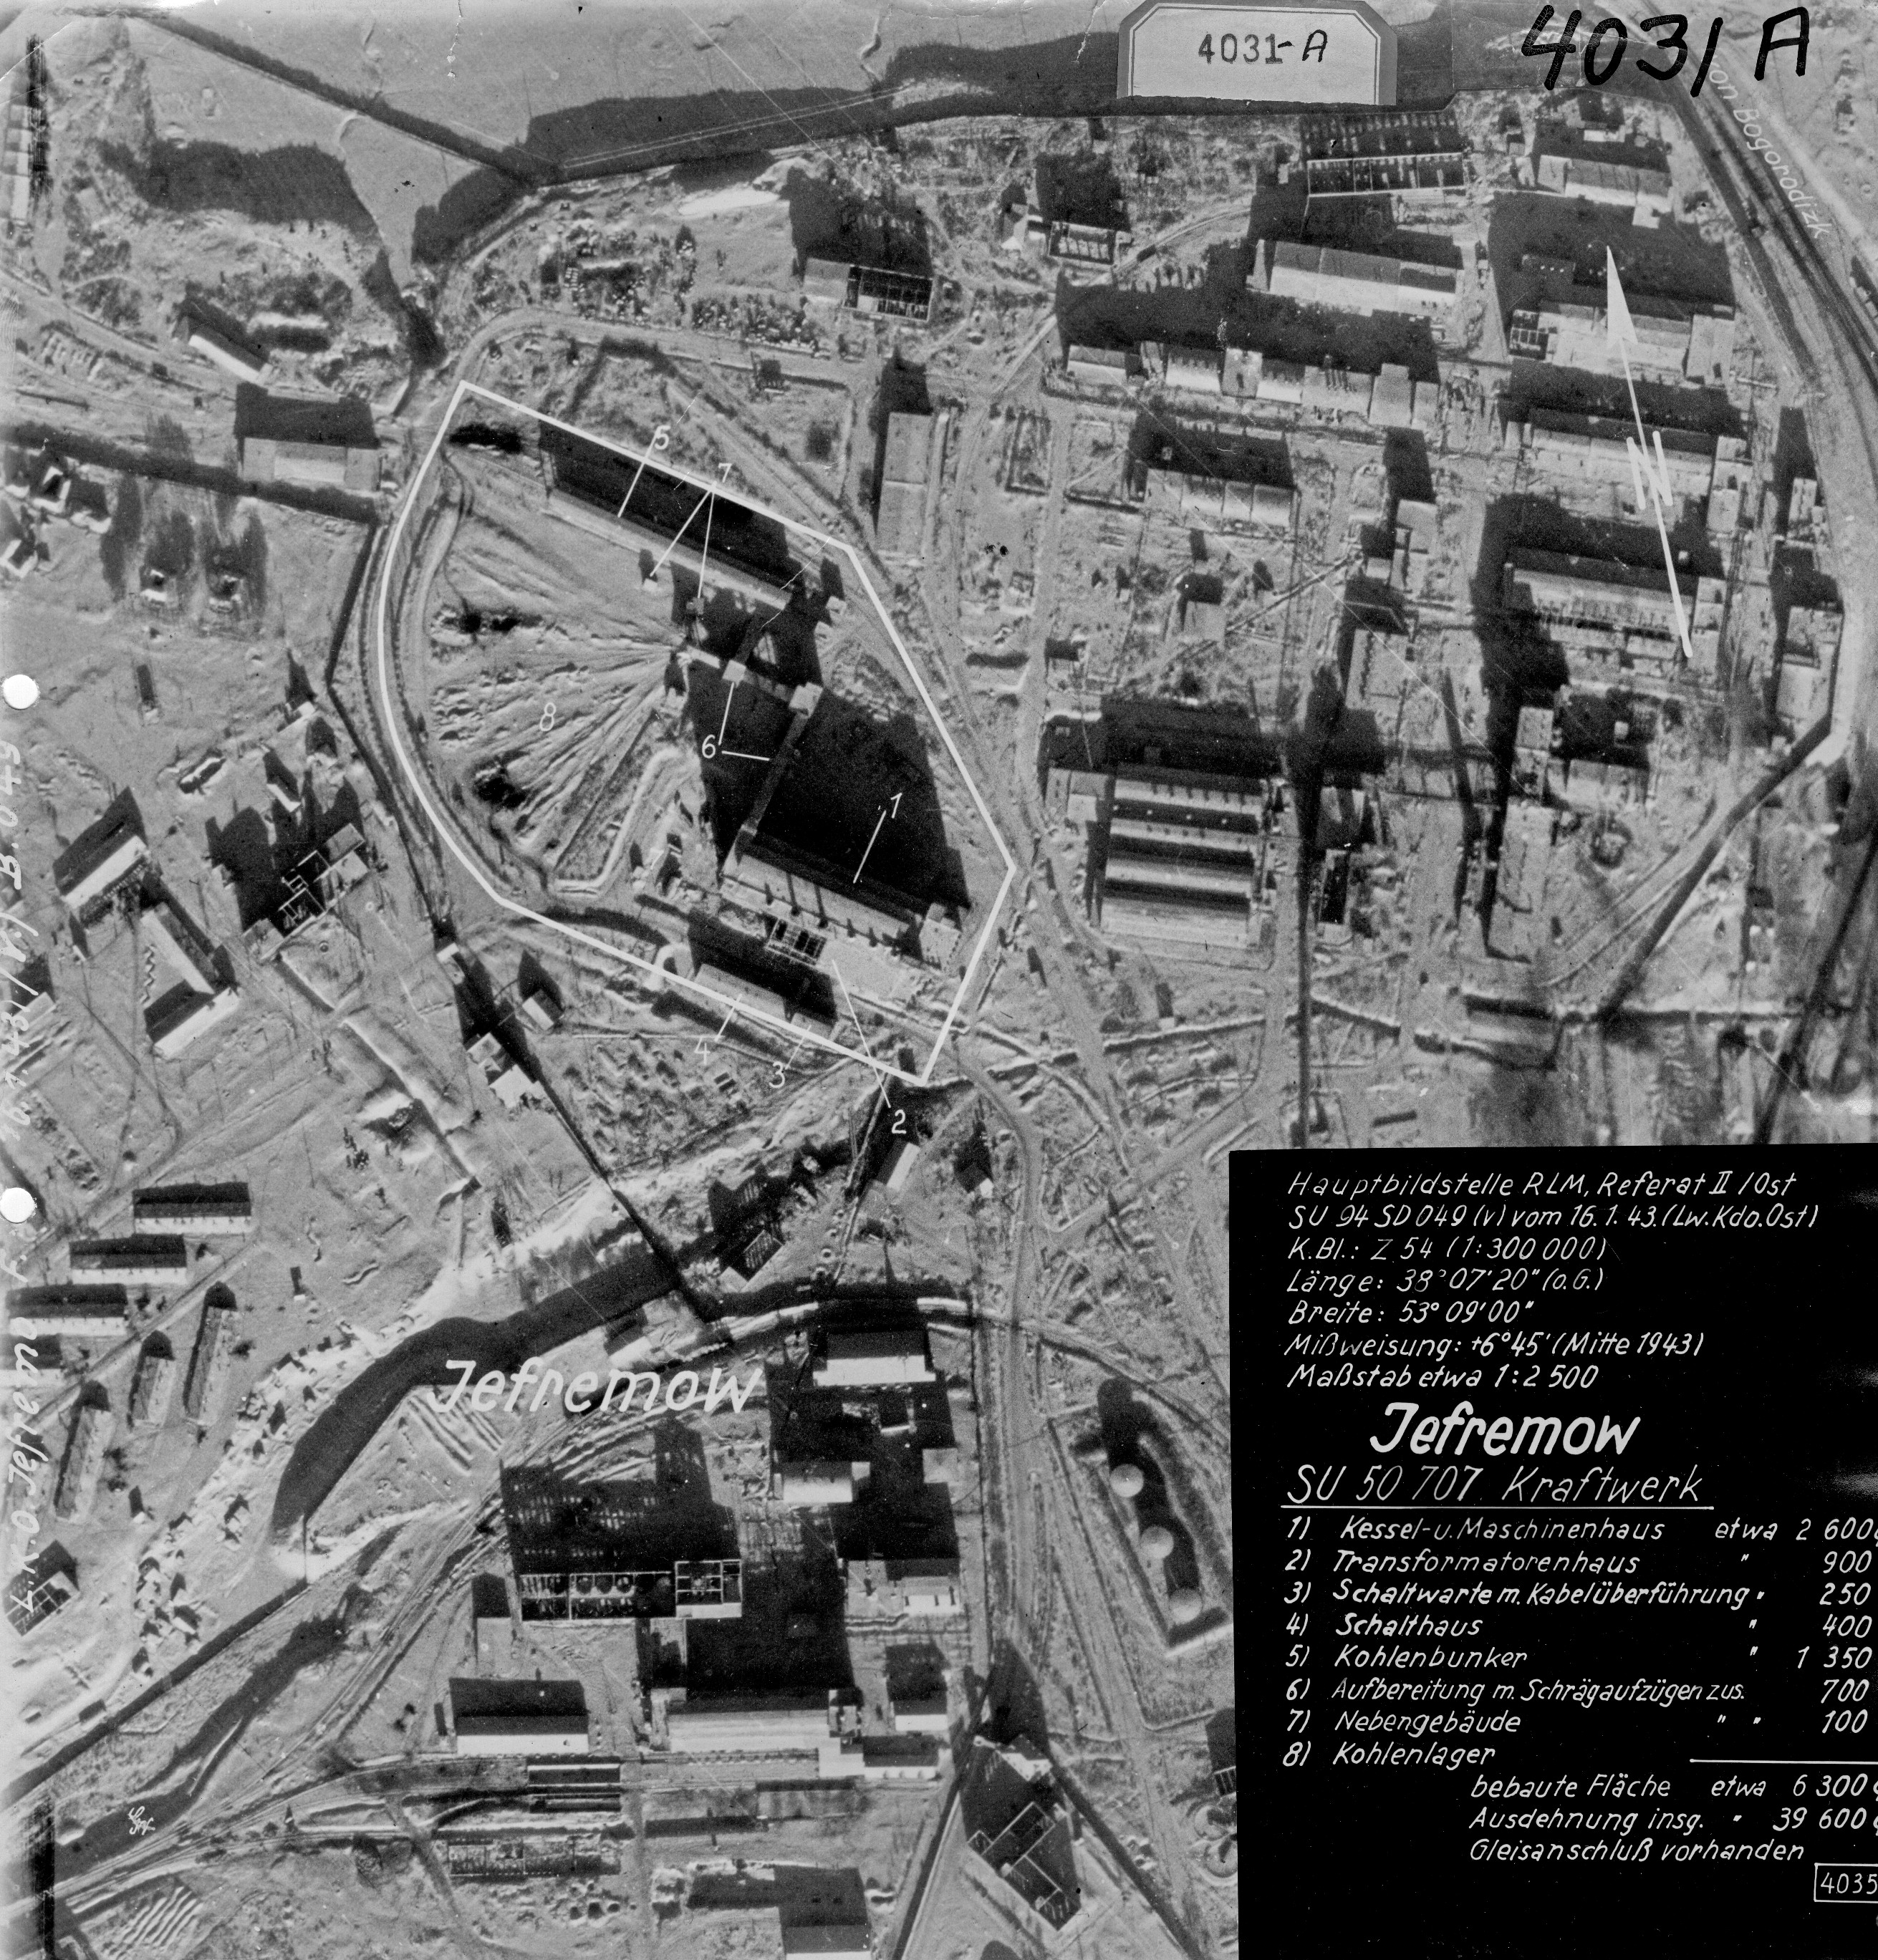 4031-A
4031 A
von Bogorodizk
5
7
8
6
1
N
4
3
2
Jefremow
Hauptbildstelle RLM, Referat II / Ost
SU 94 SD 049 (v) vom 16. 1. 43. (Lw. Kdo. Ost)
K. Bl.: Z 54 (1:300 000)
Länge: 38° 07' 20" (o.G.)
Breite: 53° 09' 00"
Mißweisung: +6° 45' (Mitte 1943)
Maßstab etwa 1:2 500
Jefremow
SU 50 707 Kraftwerk
1) Kessel-u. Maschinenhaus etwa 2 600
2) Transformatorenhaus " 900
3) Schaltwarte m. Kabelüberführung " 250
4) Schalthaus " 400
5) Kohlenbunker " 1 350
6) Aufbereitung m. Schrägaufzügen zus. 700
7) Nebengebäude " " 100
8) Kohlenlager
bebaute Fläche etwa 6 300
Ausdehnung insg. " 39 600
Gleisanschluß vorhanden
4035